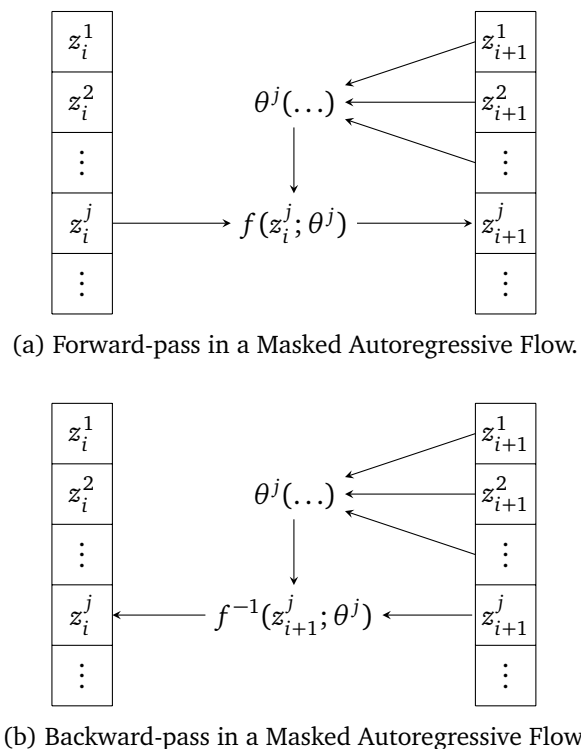 z_i^1 z_{i+1}^1
z_i^2 θ^j(...) z_{i+1}^2
⋮ ⋮
z_i^j f(z_i^j; θ^j) z_{i+1}^j
⋮ ⋮
(a) Forward-pass in a Masked Autoregressive Flow.
z_i^1 z_{i+1}^1
z_i^2 θ^j(...) z_{i+1}^2
⋮ ⋮
z_i^j f^{-1}(z_{i+1}^j; θ^j) z_{i+1}^j
⋮ ⋮
(b) Backward-pass in a Masked Autoregressive Flow